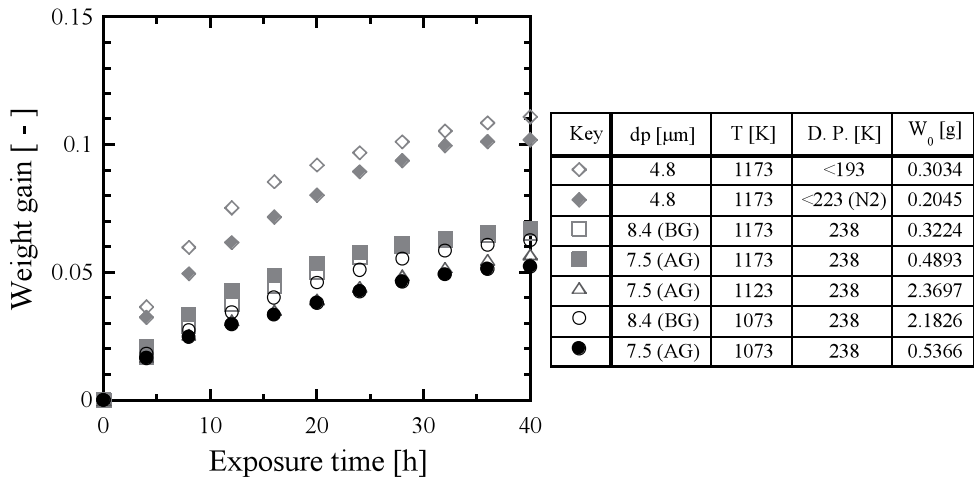 0.15
0.1
0.05
0
0
10
20
30
40
Weight gain [ - ]
Exposure time [h]
Key dp [μm] T [K] D. P. [K] W0 [g]
4.8 1173 <193 0.3034
4.8 1173 <223 (N2) 0.2045
8.4 (BG) 1173 238 0.3224
7.5 (AG) 1173 238 0.4893
7.5 (AG) 1123 238 2.3697
8.4 (BG) 1073 238 2.1826
7.5 (AG) 1073 238 0.5366